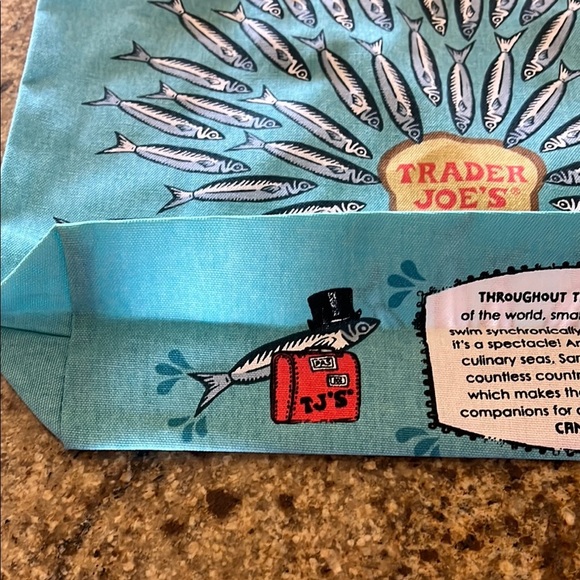 TRADER
JOE'S®
TJ'S
THROUGHOUT T
of the world, sma
swim synchronically
it's a spectacle! An
culinary seas, Sar
countless countr
which makes the
companions for a
CAN